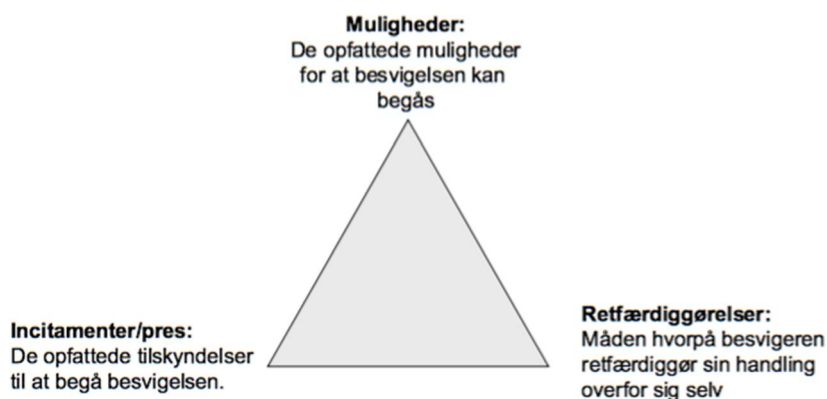 Muligheder:
De opfattede muligheder
for at besvigelsen kan
begås
Incitamenter/pres:
De opfattede tilskyndelser
til at begå besvigelsen.
Retfærdiggørelser:
Måden hvorpå besvigeren
retfærdiggør sin handling
overfor sig selv